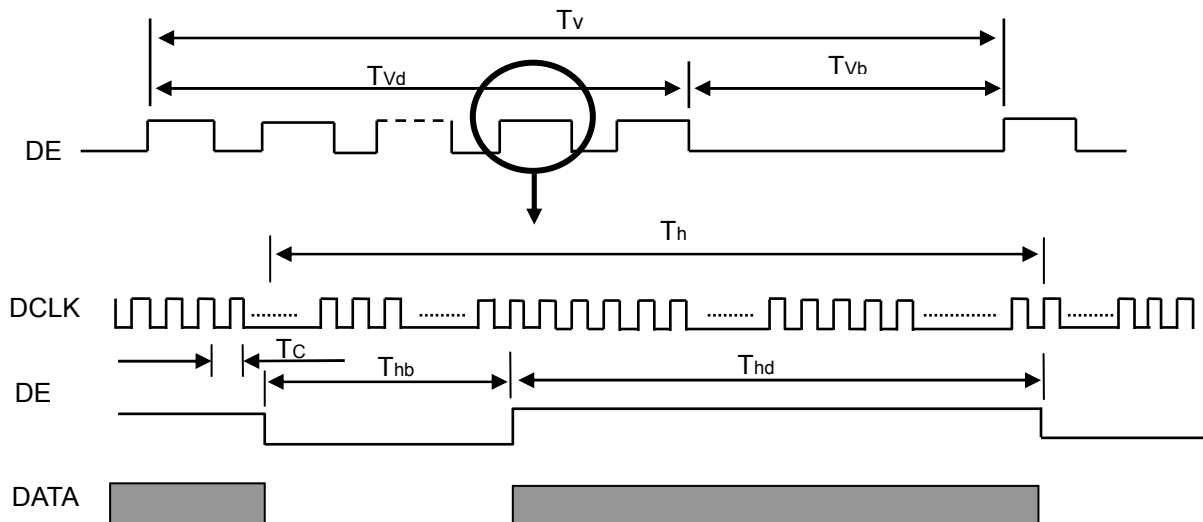 Tv
TVd
TVb
DE
Th
DCLK
TC
Thb
Thd
DE
DATA